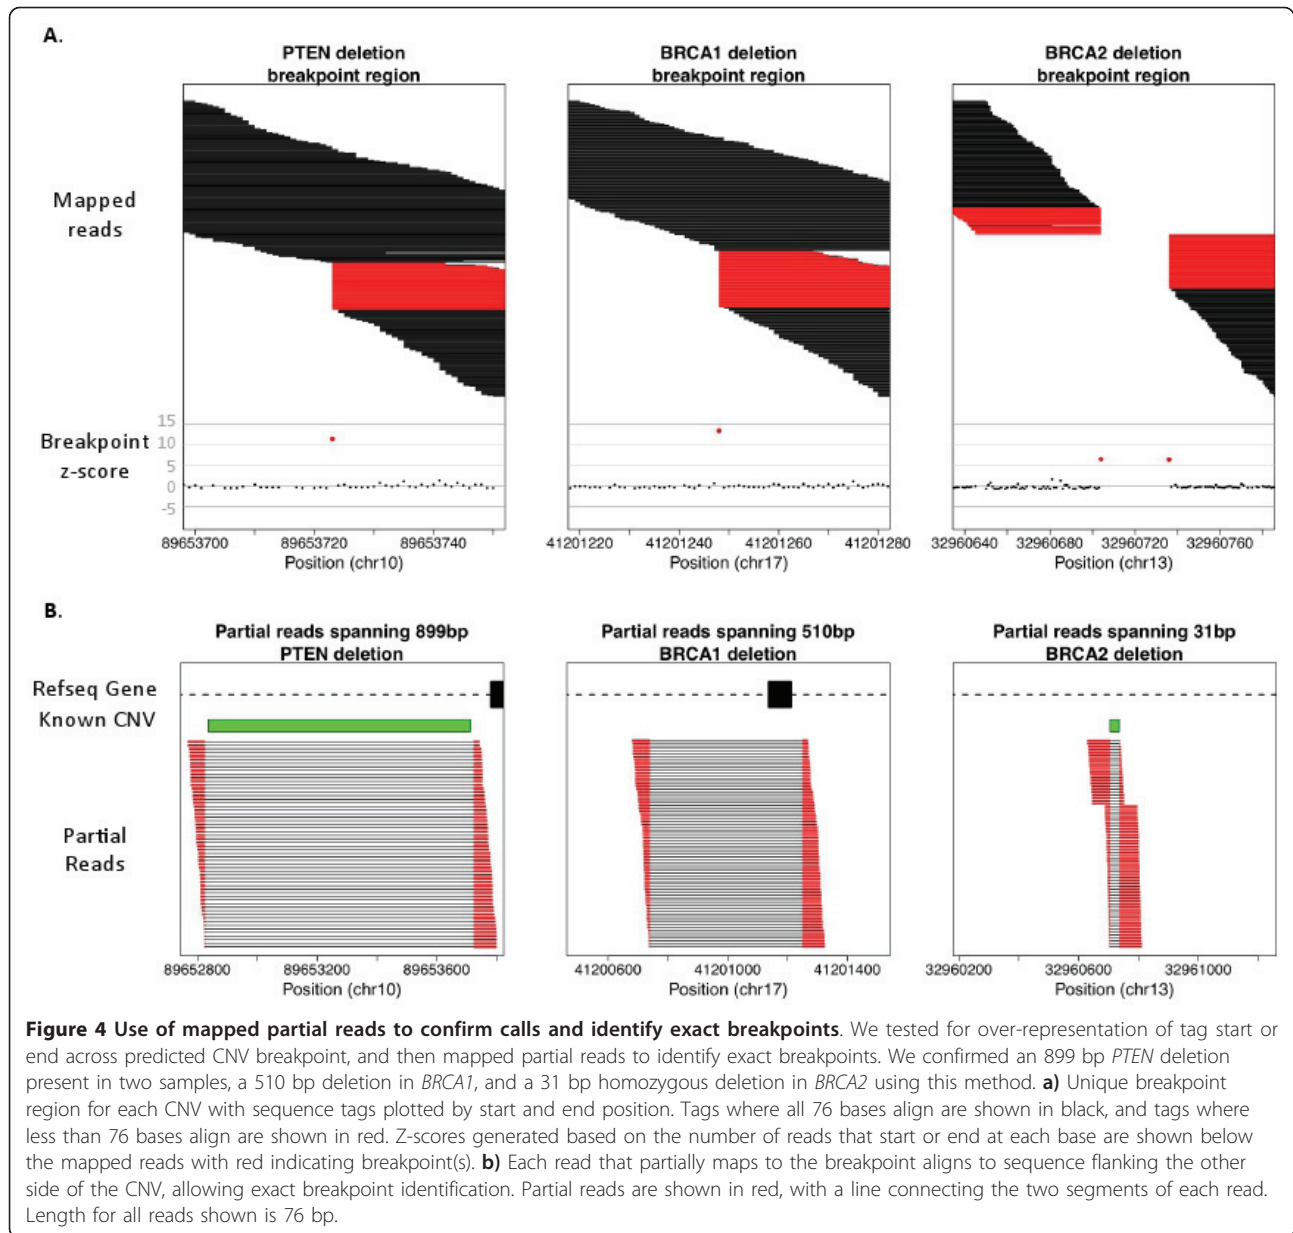 A.
PTEN deletion
breakpoint region
BRCA1 deletion
breakpoint region
BRCA2 deletion
breakpoint region
Mapped
reads
Breakpoint
z-score
15
10
5
0
-5
89653700 89653720 89653740
Position (chr10)
41201220 41201240 41201260 41201280
Position (chr17)
32960640 32960680 32960720 32960760
Position (chr13)
B.
Partial reads spanning 899bp
PTEN deletion
Partial reads spanning 510bp
BRCA1 deletion
Partial reads spanning 31bp
BRCA2 deletion
Refseq Gene
Known CNV
Partial
Reads
89652800 89653200 89653600
Position (chr10)
41200600 41201000 41201400
Position (chr17)
32960200 32960600 32961000
Position (chr13)
Figure 4 Use of mapped partial reads to confirm calls and identify exact breakpoints. We tested for over-representation of tag start or
end across predicted CNV breakpoint, and then mapped partial reads to identify exact breakpoints. We confirmed an 899 bp PTEN deletion
present in two samples, a 510 bp deletion in BRCA1, and a 31 bp homozygous deletion in BRCA2 using this method. a) Unique breakpoint
region for each CNV with sequence tags plotted by start and end position. Tags where all 76 bases align are shown in black, and tags where
less than 76 bases align are shown in red. Z-scores generated based on the number of reads that start or end at each base are shown below
the mapped reads with red indicating breakpoint(s). b) Each read that partially maps to the breakpoint aligns to sequence flanking the other
side of the CNV, allowing exact breakpoint identification. Partial reads are shown in red, with a line connecting the two segments of each read.
Length for all reads shown is 76 bp.